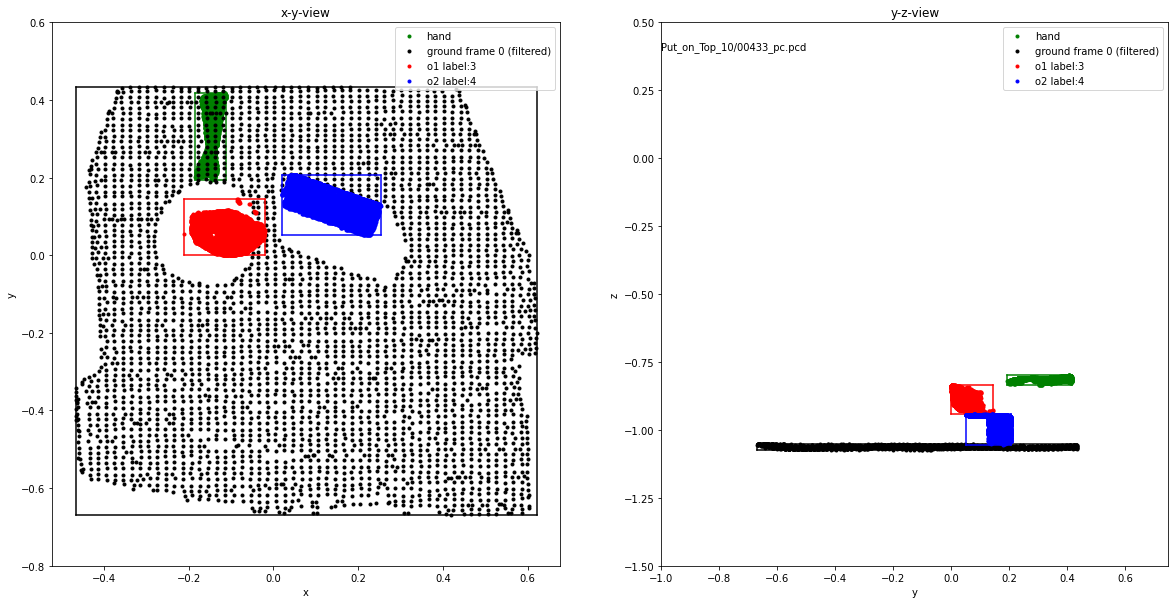 x-y-view
hand
ground frame 0 (filtered)
o1 label:3
o2 label:4
0.6
0.4
0.2
0.0
−0.2
−0.4
−0.6
−0.8
y
−0.4
−0.2
0.0
0.2
0.4
0.6
x
y-z-view
Put_on_Top_10/00433_pc.pcd
hand
ground frame 0 (filtered)
o1 label:3
o2 label:4
0.50
0.25
0.00
−0.25
−0.50
−0.75
−1.00
−1.25
−1.50
z
−1.0
−0.8
−0.6
−0.4
−0.2
0.0
0.2
0.4
0.6
y